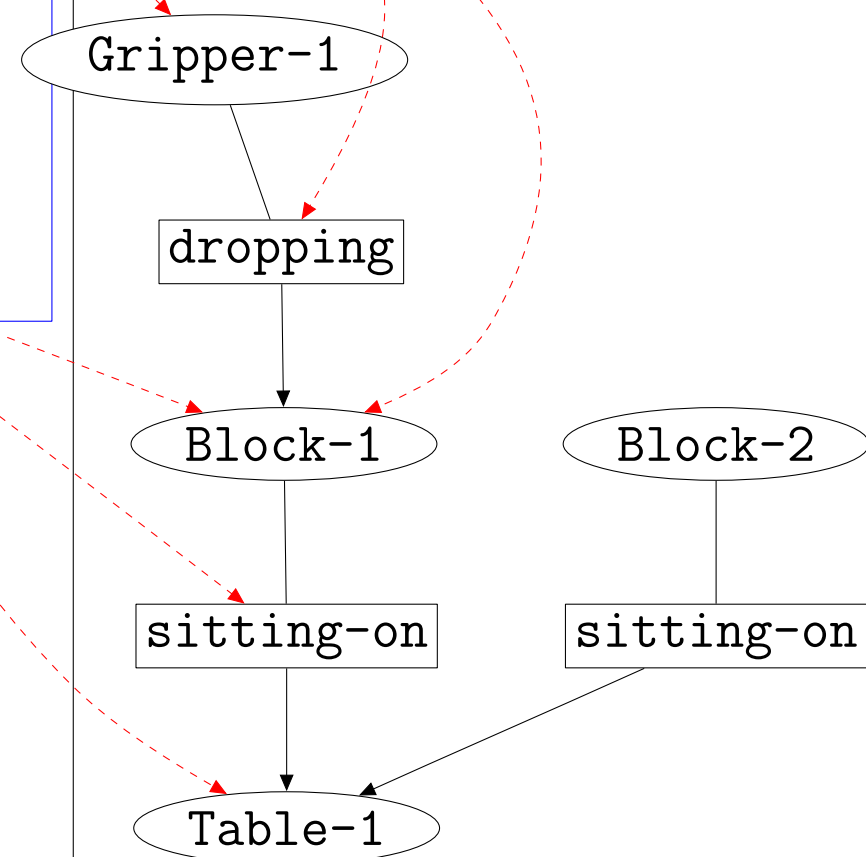 Gripper-1
dropping
Block-1
Block-2
sitting-on
sitting-on
Table-1